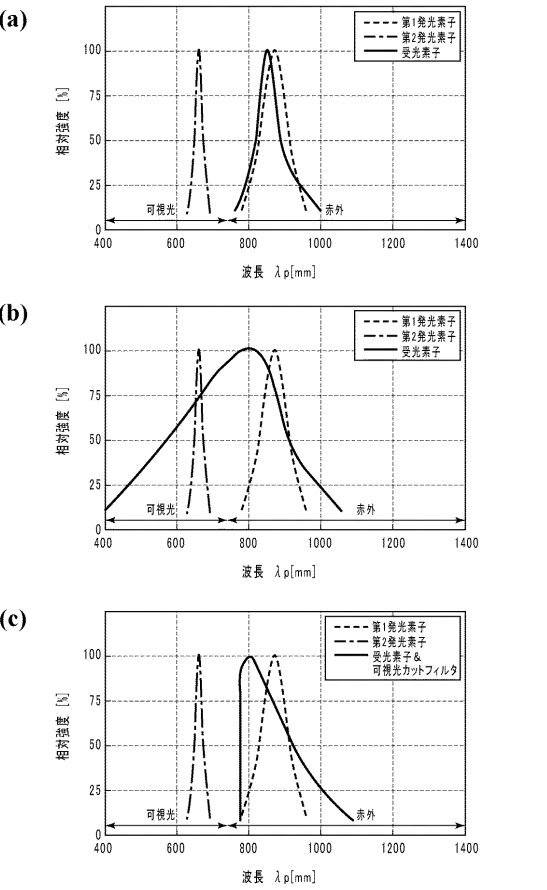 (a)
第1発光素子
第2発光素子
受光素子
相対強度 [%]
100
75
50
25
0
可視光
赤外
400 600 800 1000 1200 1400
波長 λp[mm]
(b)
第1発光素子
第2発光素子
受光素子
相対強度 [%]
100
75
50
25
0
可視光
赤外
400 600 800 1000 1200 1400
波長 λp[mm]
(c)
第1発光素子
第2発光素子
受光素子&
可視光カットフィルタ
相対強度 [%]
100
75
50
25
0
可視光
赤外
400 600 800 1000 1200 1400
波長 λp[mm]